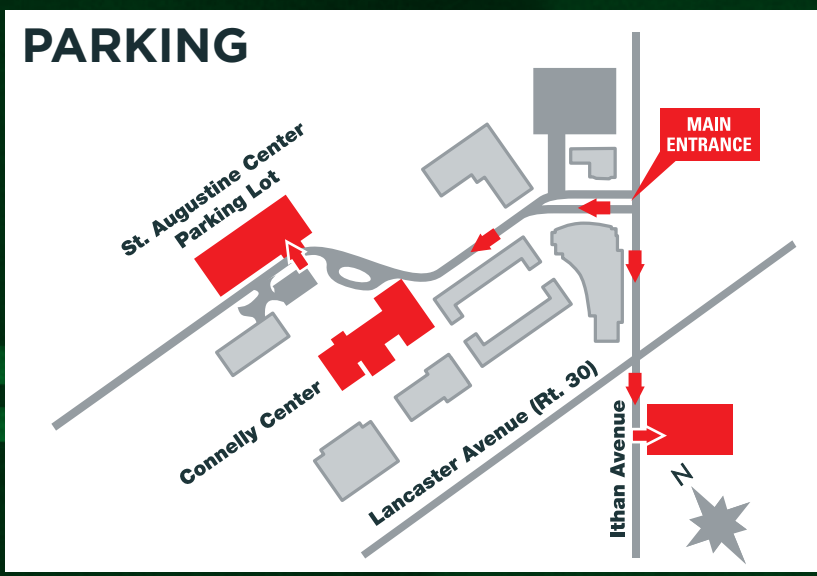 PARKING
MAIN
ENTRANCE
St. Augustine Center
Parking Lot
Connelly Center
Lancaster Avenue (Rt. 30)
Ithan Avenue
N